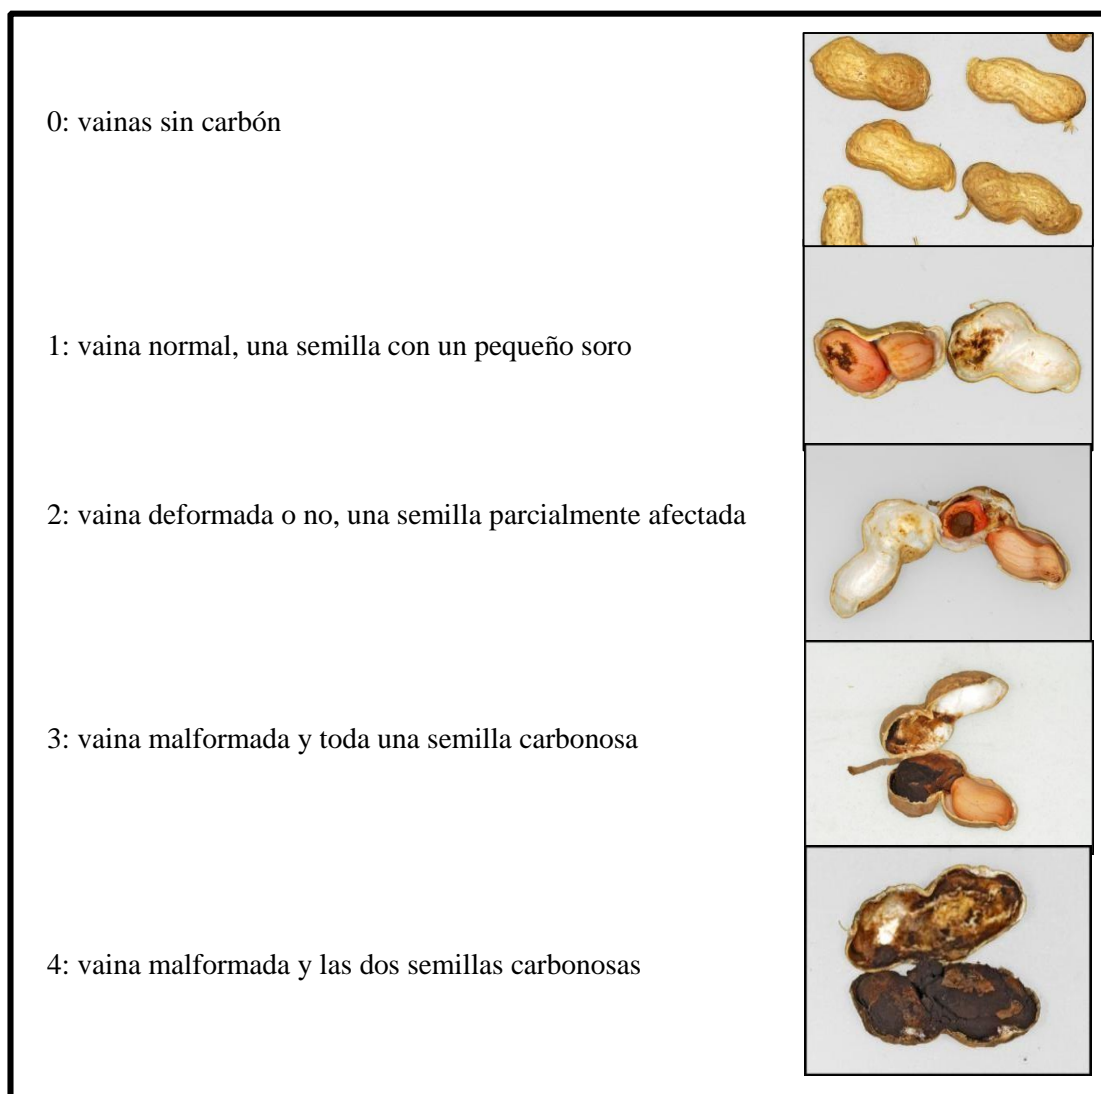 0: vainas sin carbón
1: vaina normal, una semilla con un pequeño soro
2: vaina deformada o no, una semilla parcialmente afectada
3: vaina malformada y toda una semilla carbonosa
4: vaina malformada y las dos semillas carbonosas